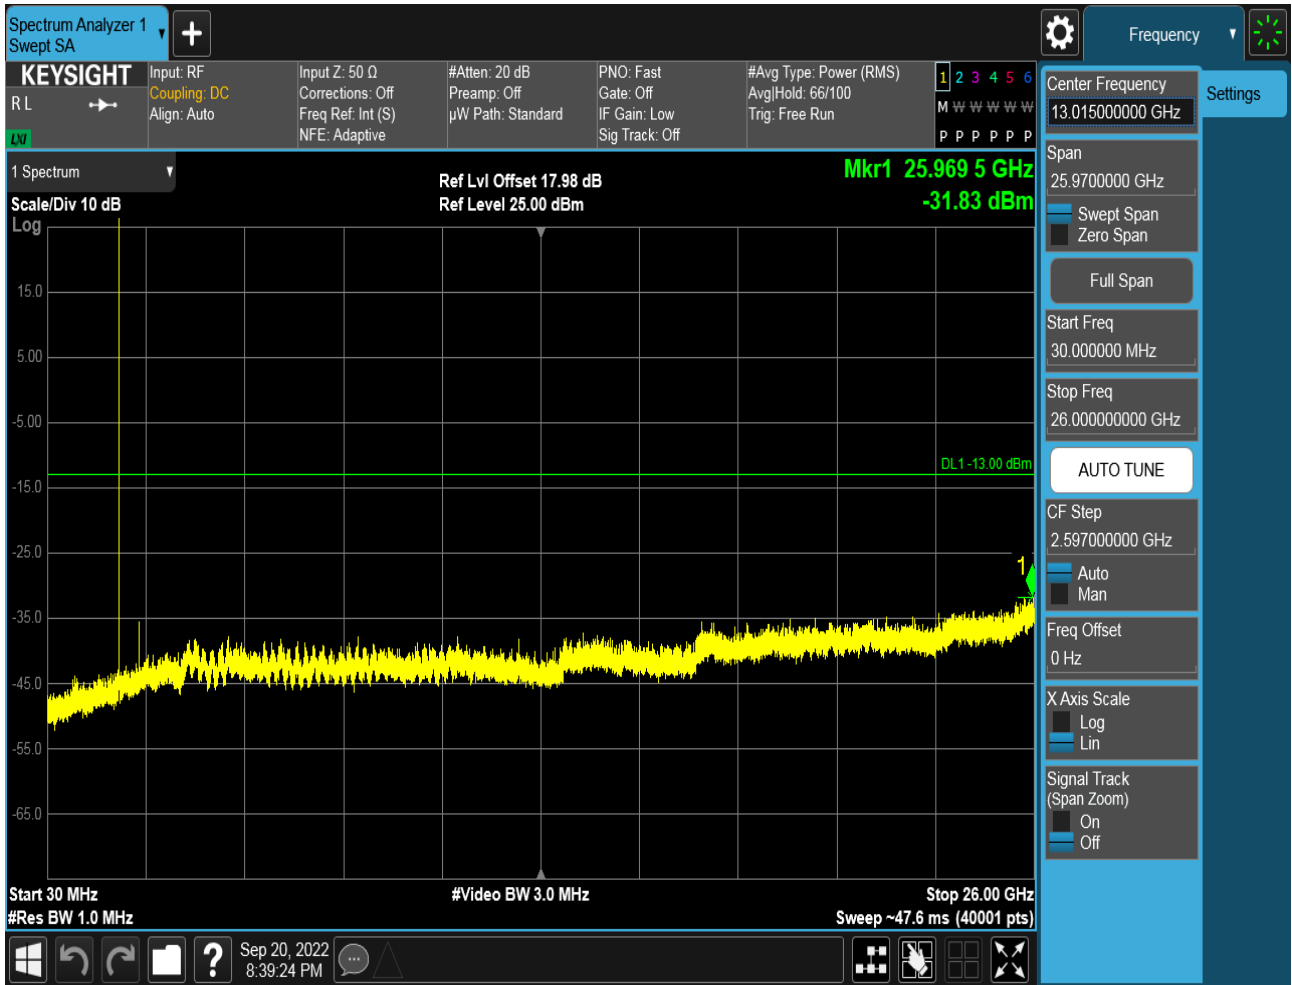 Spectrum Analyzer 1
Swept SA
Frequency
KEYSIGHT
R L
LXI
Input: RF
Coupling: DC
Align: Auto
Input Z: 50 Ω
Corrections: Off
Freq Ref: Int (S)
NFE: Adaptive
#Atten: 20 dB
Preamp: Off
µW Path: Standard
PNO: Fast
Gate: Off
IF Gain: Low
Sig Track: Off
#Avg Type: Power (RMS)
Avg|Hold: 66/100
Trig: Free Run
1 2 3 4 5 6
M W W W W W
P P P P P P
1 Spectrum
Scale/Div 10 dB
Log
Ref Lvl Offset 17.98 dB
Ref Level 25.00 dBm
Mkr1 25.969 5 GHz
-31.83 dBm
15.0
5.00
-5.00
-15.0
-25.0
-35.0
-45.0
-55.0
-65.0
DL1 -13.00 dBm
1
Start 30 MHz
#Res BW 1.0 MHz
#Video BW 3.0 MHz
Stop 26.00 GHz
Sweep ~47.6 ms (40001 pts)
Center Frequency
13.015000000 GHz
Settings
Span
25.9700000 GHz
Swept Span
Zero Span
Full Span
Start Freq
30.000000 MHz
Stop Freq
26.000000000 GHz
AUTO TUNE
CF Step
2.597000000 GHz
Auto
Man
Freq Offset
0 Hz
X Axis Scale
Log
Lin
Signal Track
(Span Zoom)
On
Off
?
Sep 20, 2022
8:39:24 PM